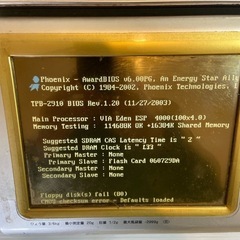 Phoenix - AwardBIOS v6.00PG, An Energy Star Ally
Copyright (C) 1984-2002, Phoenix Technologies,
TPB-2910 BIOS Rev.1.20 (11/27/2003)
Main Processor : VIA Eden ESP 4000(100x4.0)
Memory Testing : 114688K OK +16384K Shared Memory
Suggested SDRAM CAS Latency Time is " 2 "
Suggested DRAM Clock is " 133 "
Primary Master : None
Primary Slave : Flash Card 060729DA
Secondary Master : None
Secondary Slave : None
Floppy disk(s) fail (80)
CMOS checksum error - Defaults loaded